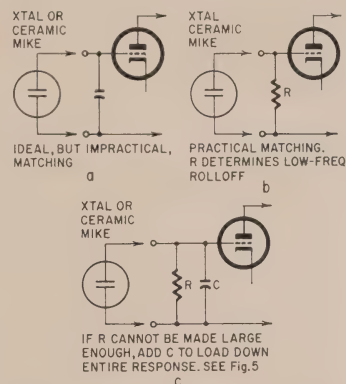 XTAL OR
CERAMIC
MIKE
IDEAL, BUT IMPRACTICAL,
MATCHING
a
XTAL
CERAMIC
MIKE
R
PRACTICAL MATCHING.
R DETERMINES LOW-FREQ
ROLLOFF
b
XTAL OR
CERAMIC
MIKE
R
C
IF R CANNOT BE MADE LARGE
ENOUGH, ADD C TO LOAD DOWN
ENTIRE RESPONSE. SEE Fig.5
c